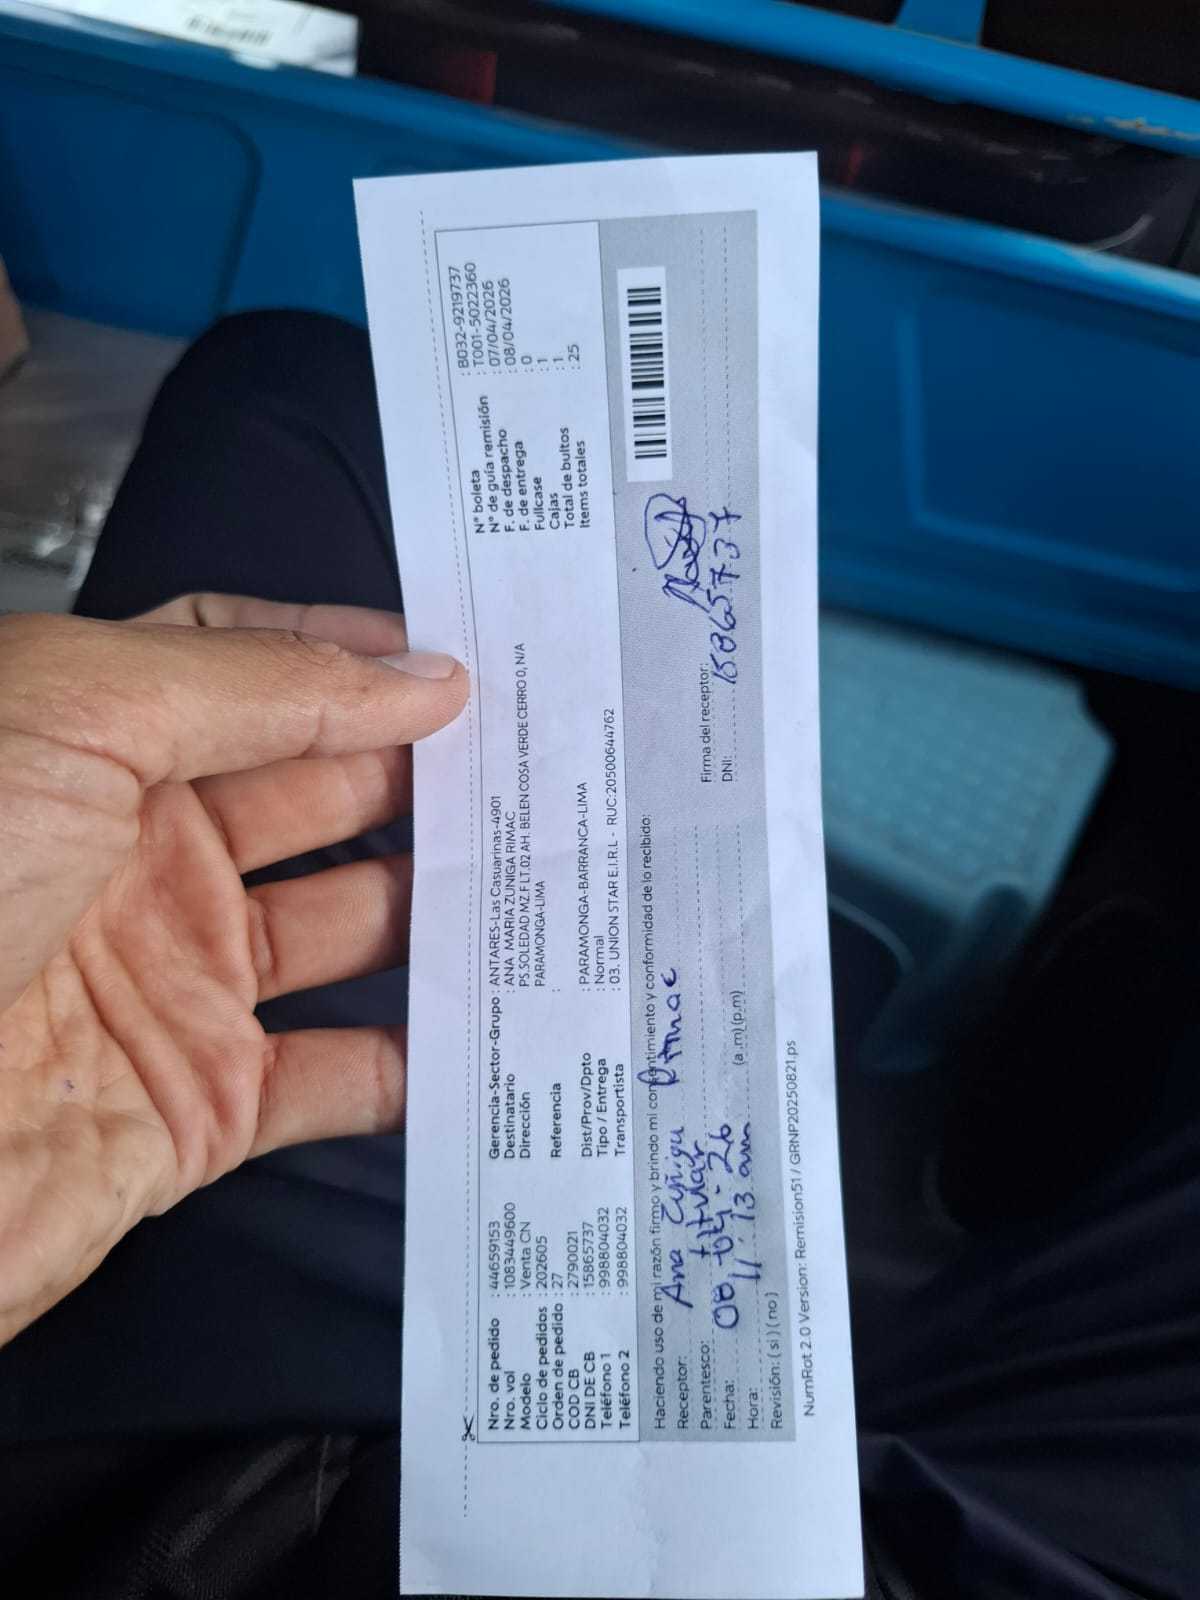 Nro. de pedido : 44659153
Nro. vol : 1083449600
Modelo : Venta CN
Ciclo de pedidos : 202605
Orden de pedido : 27
COD CB : 2790021
DNI DE CB : 15865737
Teléfono 1 : 998804032
Teléfono 2 : 998804032
Gerencia-Sector-Grupo : ANTARES-Las Casuarinas-4901
Destinatario : ANA MARIA ZUNIGA RIMAC
Dirección : PS.SOLEDAD MZ.F LT.02 AH. BELEN COSA VERDE CERRO 0, N/A
PARAMONGA-LIMA
Referencia :
Dist/Prov/Dpto : PARAMONGA-BARRANCA-LIMA
Tipo / Entrega : Normal
Transportista : 03. UNION STAR E.I.R.L - RUC:20500644762
N° boleta : B032-9219737
N° de guía remisión : T001-5022360
F. de despacho : 07/04/2026
F. de entrega : 08/04/2026
Fullcase : 0
Cajas : 1
Total de bultos : 1
Items totales : 25
Haciendo uso de mi razón firmo y brindo mi consentimiento y conformidad de lo recibido:
Receptor: Ana Zuñiga Rimac
Parentesco: titular
Fecha: 08-04-26
Hora: 11:13 am (a.m) (p.m)
Revisión: ( si ) ( no )
Firma del receptor:
DNI: 15865737
NumRot 2.0 Version: Remision51 / GRNP20250821.ps